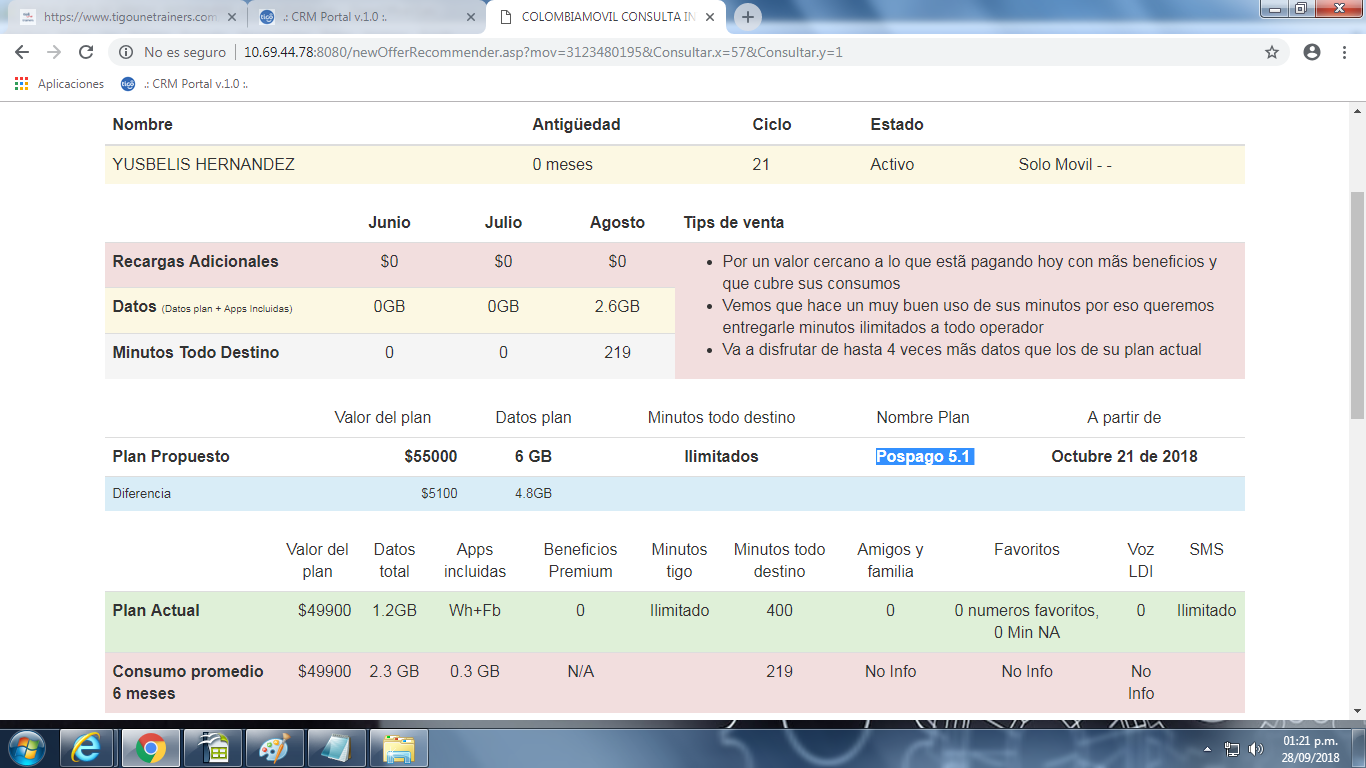 https://www.tigounetrainers.com
.: CRM Portal v.1.0 :.
COLOMBIAMOVIL CONSULTA IN
No es seguro
10.69.44.78:8080/newOfferRecommender.asp?mov=3123480195&Consultar.x=57&Consultar.y=1
Aplicaciones
.: CRM Portal v.1.0 :.
Nombre Antigüedad Ciclo Estado
YUSBELIS HERNANDEZ 0 meses 21 Activo Solo Movil - -
Junio Julio Agosto Tips de venta
Recargas Adicionales $0 $0 $0
Datos (Datos plan + Apps Incluidas) 0GB 0GB 2.6GB
Minutos Todo Destino 0 0 219
• Por un valor cercano a lo que estã pagando hoy con mãs beneficios y
que cubre sus consumos
• Vemos que hace un muy buen uso de sus minutos por eso queremos
entregarle minutos ilimitados a todo operador
• Va a disfrutar de hasta 4 veces mãs datos que los de su plan actual
Valor del plan Datos plan Minutos todo destino Nombre Plan A partir de
Plan Propuesto $55000 6 GB Ilimitados Pospago 5.1 Octubre 21 de 2018
Diferencia $5100 4.8GB
Valor del Datos Apps Beneficios Minutos Minutos todo Amigos y Favoritos Voz SMS
plan total incluidas Premium tigo destino familia LDI
Plan Actual $49900 1.2GB Wh+Fb 0 Ilimitado 400 0 0 numeros favoritos, 0 Ilimitado
0 Min NA
Consumo promedio $49900 2.3 GB 0.3 GB N/A 219 No Info No Info No
6 meses Info
01:21 p.m.
28/09/2018